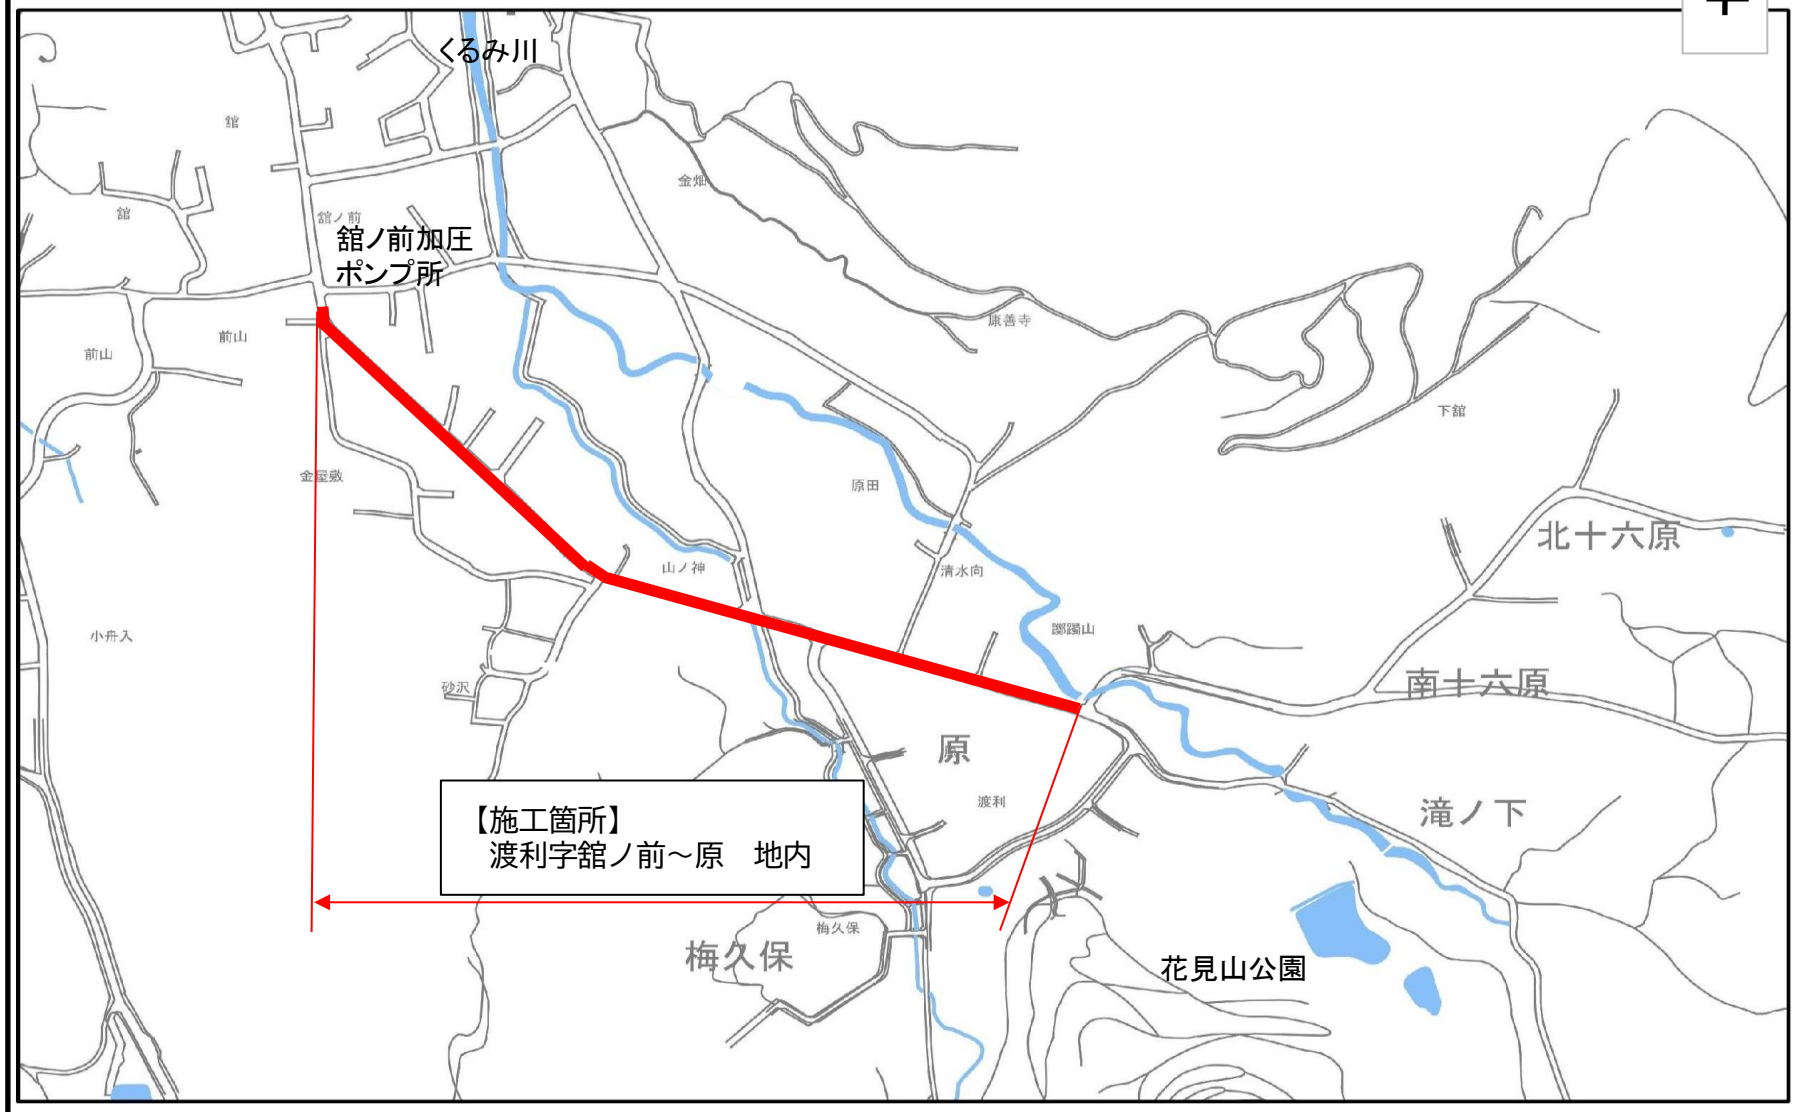 くるみ川
舘
金畑
舘
舘ノ前
舘ノ前加圧
ポンプ所
康善寺
前山
前山
下舘
金屋敷
原田
北十六原
山ノ神
清水向
小舟入
躑躅山
砂沢
南十六原
原
渡利
滝ノ下
【施工箇所】
渡利字舘ノ前～原　地内
梅久保
梅久保
花見山公園